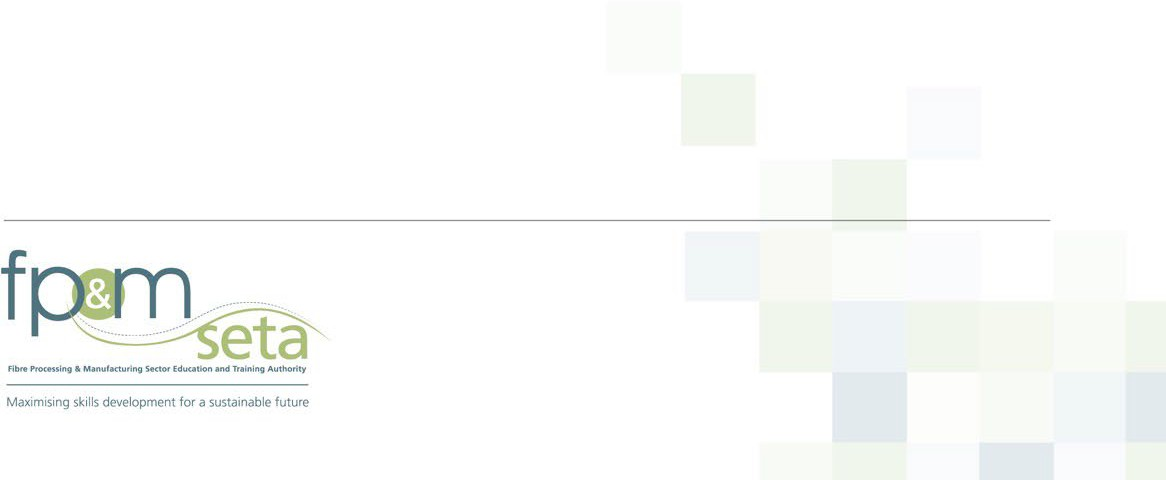 fp&m
seta
Fibre Processing & Manufacturing Sector Education and Training Authority
Maximising skills development for a sustainable future